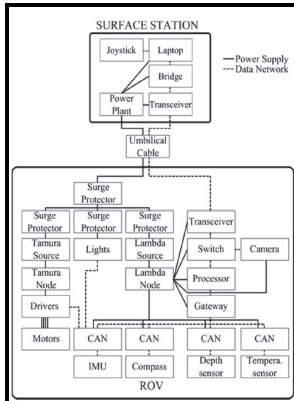 SURFACE STATION
Joystick
Laptop
Power Supply
Data Network
Bridge
Power
Plant
Transceiver
Umbilical
Cable
Surge
Protector
Surge
Protector
Surge
Protector
Surge
Protector
Transceiver
Tamura
Source
Lights
Lambda
Source
Switch
Camera
Tamura
Node
Lambda
Node
Processor
Drivers
Gateway
Motors
CAN
CAN
CAN
CAN
IMU
Compass
Depth
sensor
Tempera.
sensor
ROV